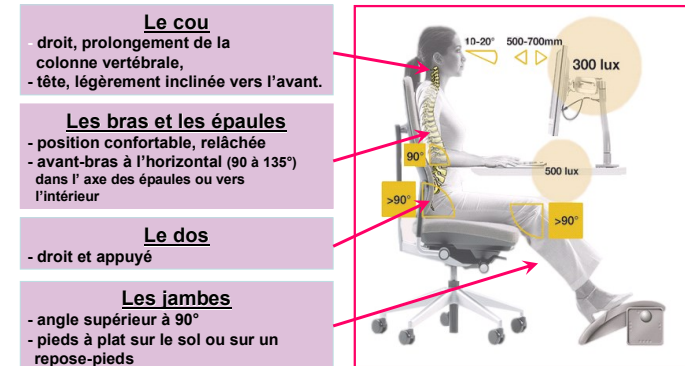 Le cou
- droit, prolongement de la
colonne vertébrale,
- tête, légèrement inclinée vers l’avant.
Les bras et les épaules
- position confortable, relâchée
- avant-bras à l’horizontal (90 à 135°)
dans l’ axe des épaules ou vers
l’intérieur
Le dos
- droit et appuyé
Les jambes
- angle supérieur à 90°
- pieds à plat sur le sol ou sur un
repose-pieds
10-20°
500-700mm
300 lux
90°
500 lux
>90°
>90°